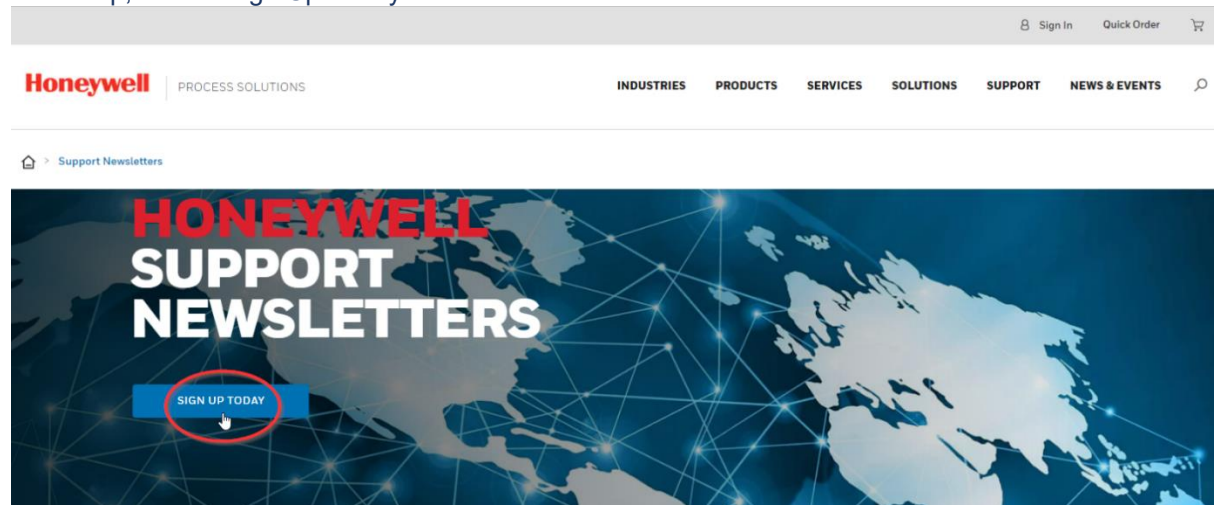 Sign In Quick Order
Honeywell PROCESS SOLUTIONS INDUSTRIES PRODUCTS SERVICES SOLUTIONS SUPPORT NEWS & EVENTS
> Support Newsletters
HONEYWELL
SUPPORT
NEWSLETTERS
SIGN UP TODAY